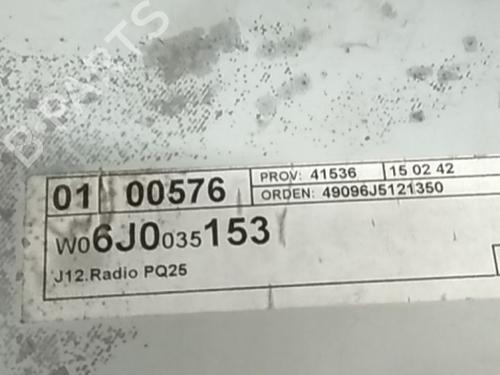 B-PARTS
01 00576
PROV: 41536
15 02 42
ORDEN: 49096J5121350
W06J0035153
J12.Radio PQ25